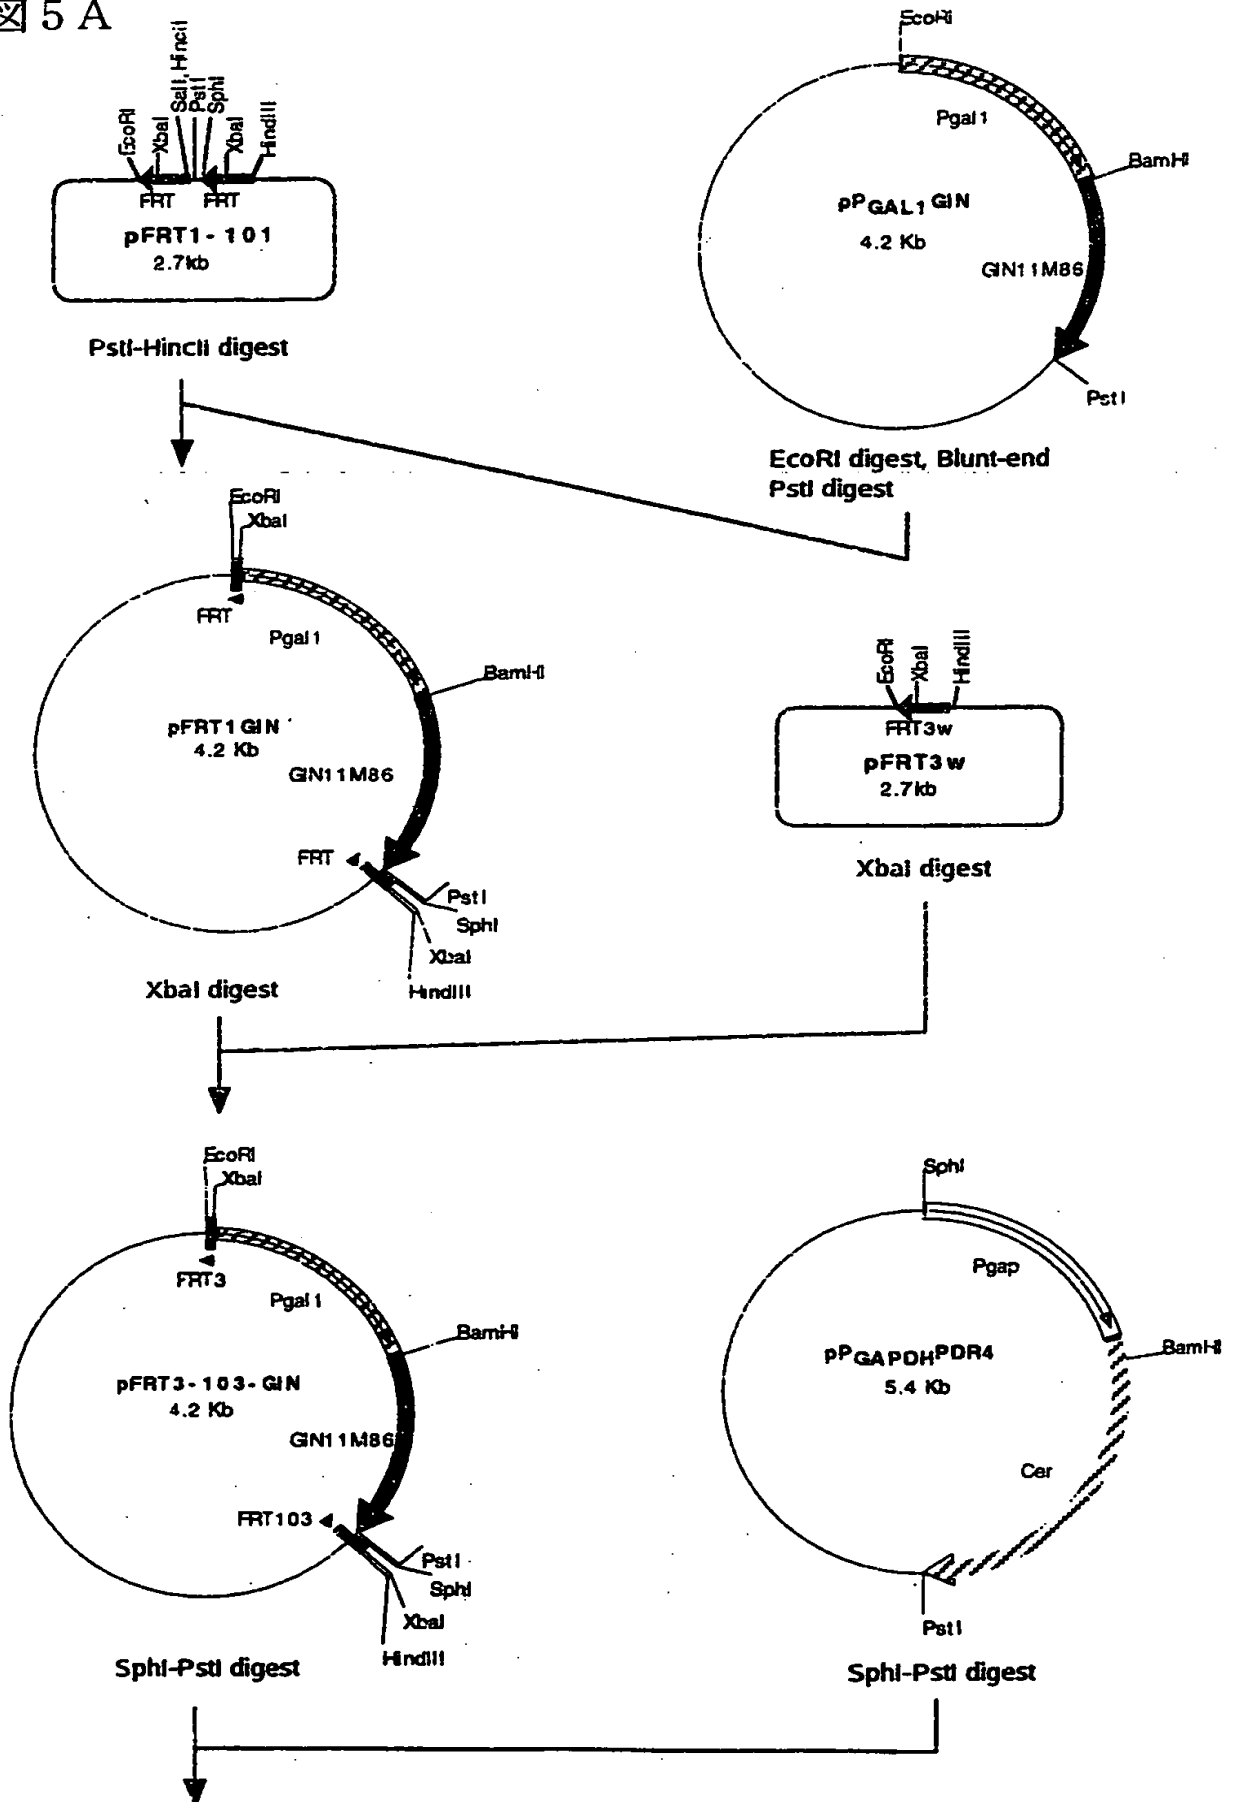 図5A
EcoRI
XbaI
SalI, HincII
PstI
SphI
XbaI
HindIII
FRT
FRT
pFRT1-101
2.7kb
PstI-HincII digest
EcoRI
Pgal1
BamHI
pPGAL1GIN
4.2 Kb
GIN11M86
PstI
EcoRI digest, Blunt-end
PstI digest
EcoRI
XbaI
FRT
Pgal1
BamHI
pFRT1GIN
4.2 Kb
GIN11M86
FRT
PstI
SphI
XbaI
HindIII
XbaI digest
EcoRI
XbaI
HindIII
FRT3w
pFRT3w
2.7kb
XbaI digest
EcoRI
XbaI
FRT3
Pgal1
BamHI
pFRT3-103-GIN
4.2 Kb
GIN11M86
FRT103
PstI
SphI
XbaI
HindIII
SphI-PstI digest
SphI
Pgap
BamHI
pPGAPDHPDR4
5.4 Kb
Cer
PstI
SphI-PstI digest